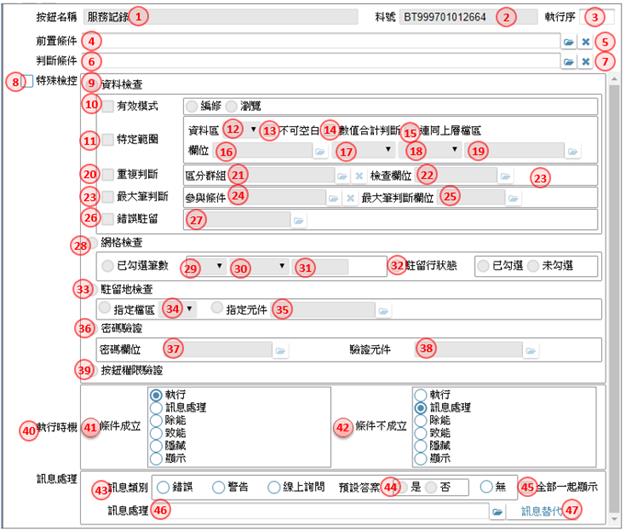 按鈕名稱 服務記錄 1 料號 BT999701012664 2 執行序 3
前置條件 4 5
判斷條件 6 7
8 特殊檢控 9 資料檢查
10 有效模式 編修 瀏覽
11 特定範圍 資料區 12 13 不可空白 14 數值合計判斷 15 連同上層檔區
欄位 16 17 18 19
20 重複判斷 區分群組 21 檢查欄位 22 23
23 最大筆判斷 參與條件 24 最大筆判斷欄位 25
26 錯誤駐留 27
28 網格檢查
已勾選筆數 29 30 31 32 駐留行狀態 已勾選 未勾選
33 駐留地檢查
指定檔區 34 指定元件 35
36 密碼驗證
密碼欄位 37 驗證元件 38
39 按鈕權限驗證
40 執行時機 41 條件成立 執行 訊息處理 除能 致能 隱藏 顯示 42 條件不成立 執行 訊息處理 除能 致能 隱藏 顯示
訊息處理 43 訊息類別 錯誤 警告 線上詢問 預設答案 44 是 否 無 45 全部一起顯示
訊息處理 46 訊息替代 47